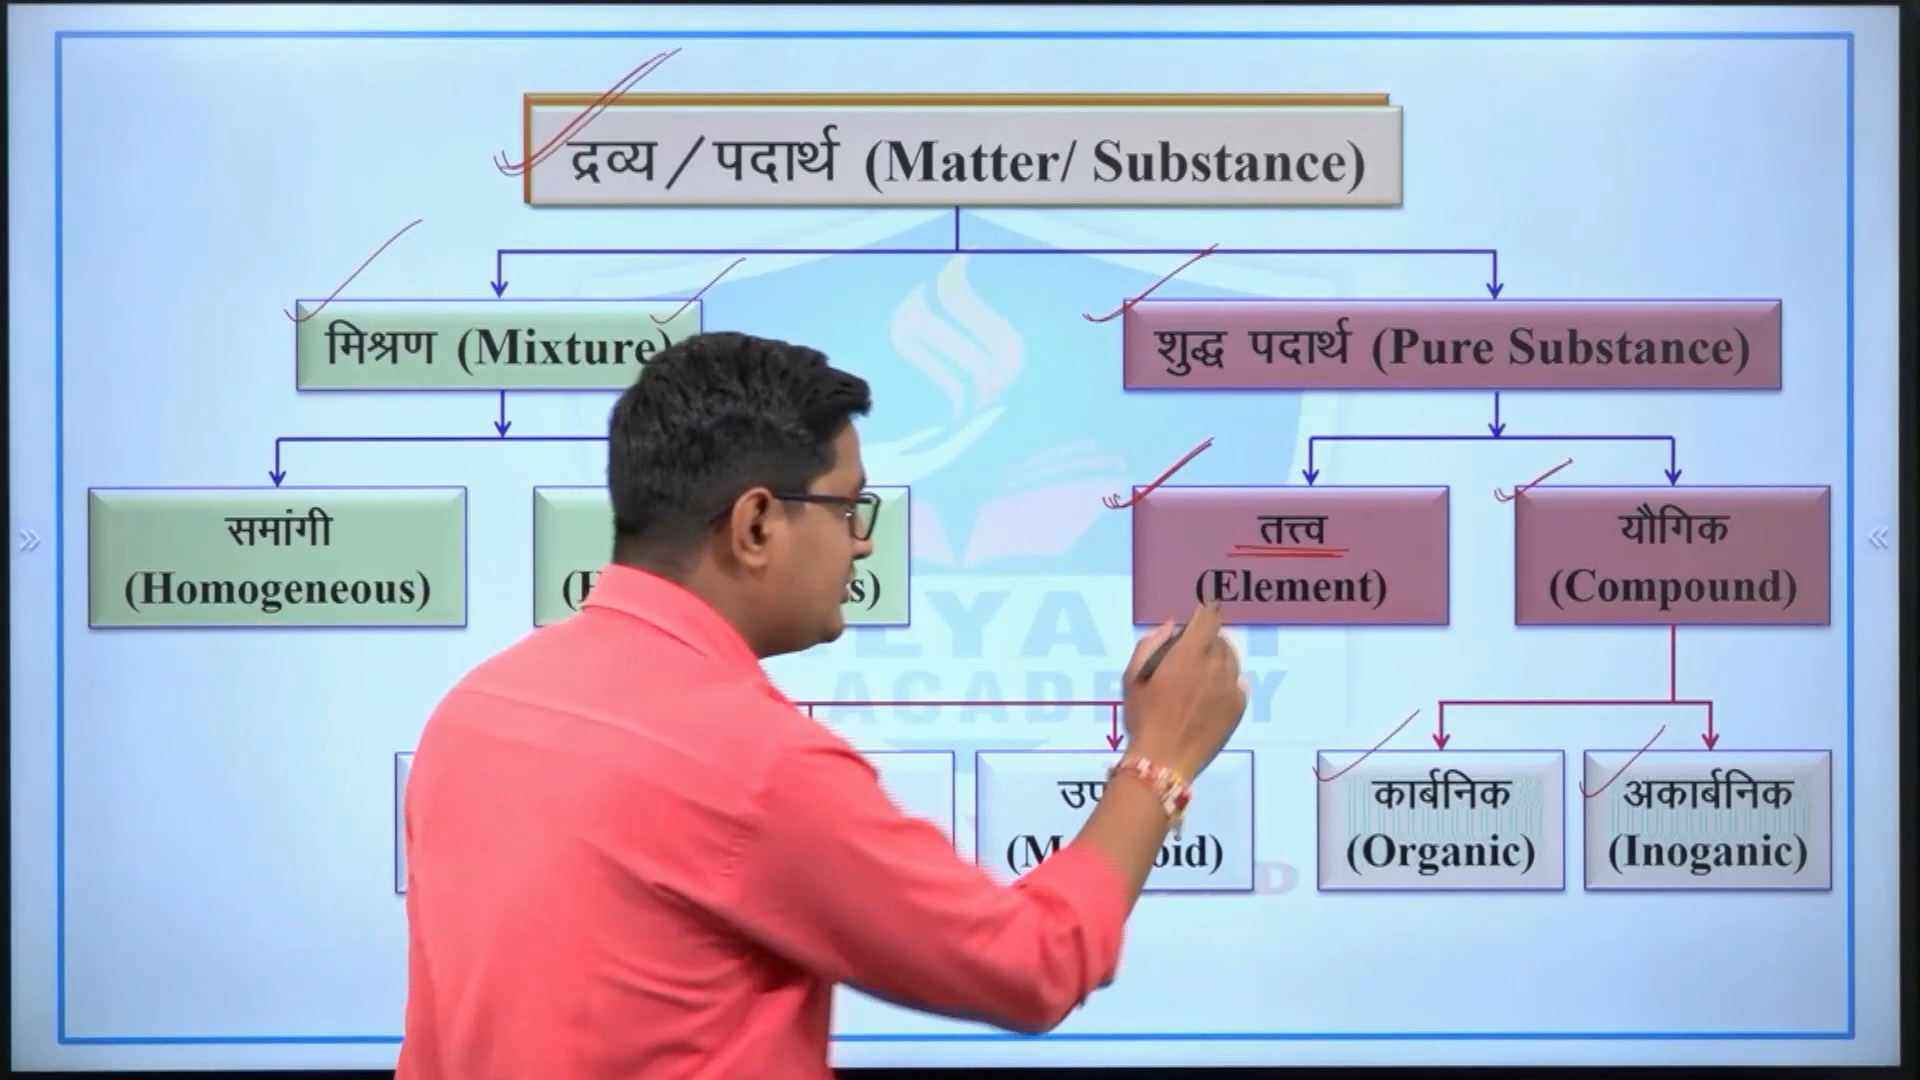 द्रव्य / पदार्थ (Matter/ Substance)
मिश्रण (Mixture)
शुद्ध पदार्थ (Pure Substance)
समांगी
(Homogeneous)
तत्त्व
(Element)
यौगिक
(Compound)
ACADEMY
कार्बनिक
(Organic)
अकार्बनिक
(Inoganic)